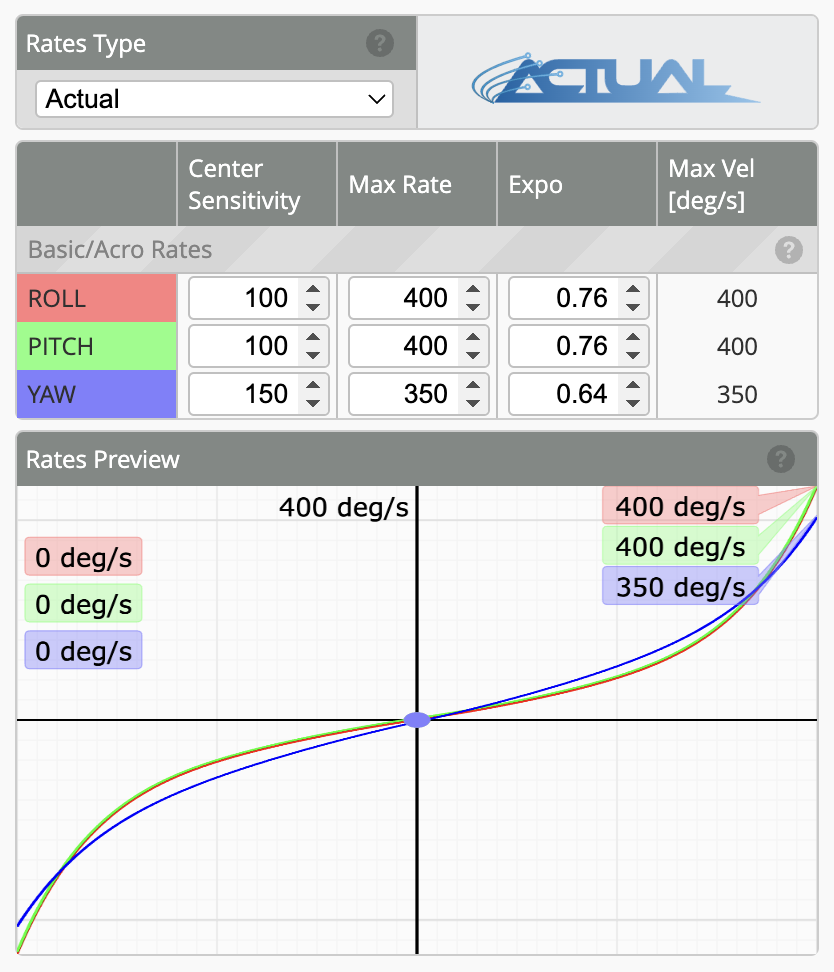 Rates Type ?
Actual
ACTUAL
Center Sensitivity Max Rate Expo Max Vel [deg/s]
Basic/Acro Rates ?
ROLL 100 400 0.76 400
PITCH 100 400 0.76 400
YAW 150 350 0.64 350
Rates Preview ?
400 deg/s 400 deg/s
400 deg/s
0 deg/s 350 deg/s
0 deg/s
0 deg/s